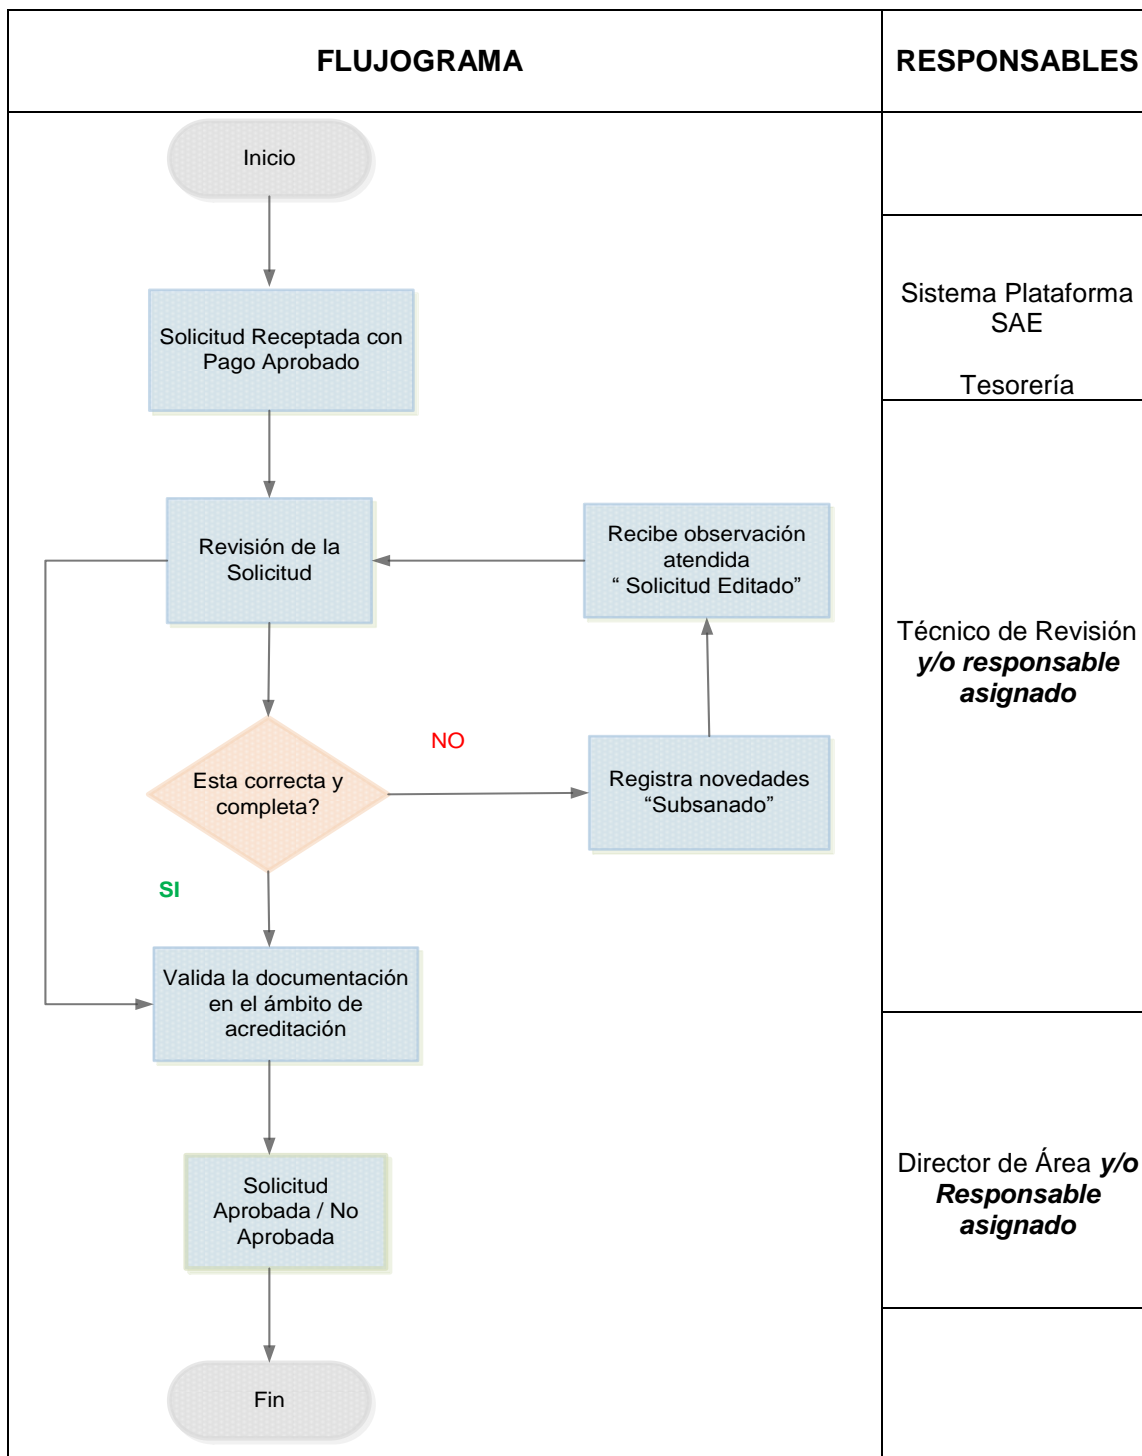 FLUJOGRAMA
RESPONSABLES
Inicio
Solicitud Receptada con
Pago Aprobado
Sistema Plataforma
SAE
Tesorería
Revisión de la
Solicitud
Recibe observación
atendida
“ Solicitud Editado”
Técnico de Revisión
y/o responsable
asignado
Esta correcta y
completa?
NO
Registra novedades
“Subsanado”
SI
Valida la documentación
en el ámbito de
acreditación
Solicitud
Aprobada / No
Aprobada
Director de Área y/o
Responsable
asignado
Fin